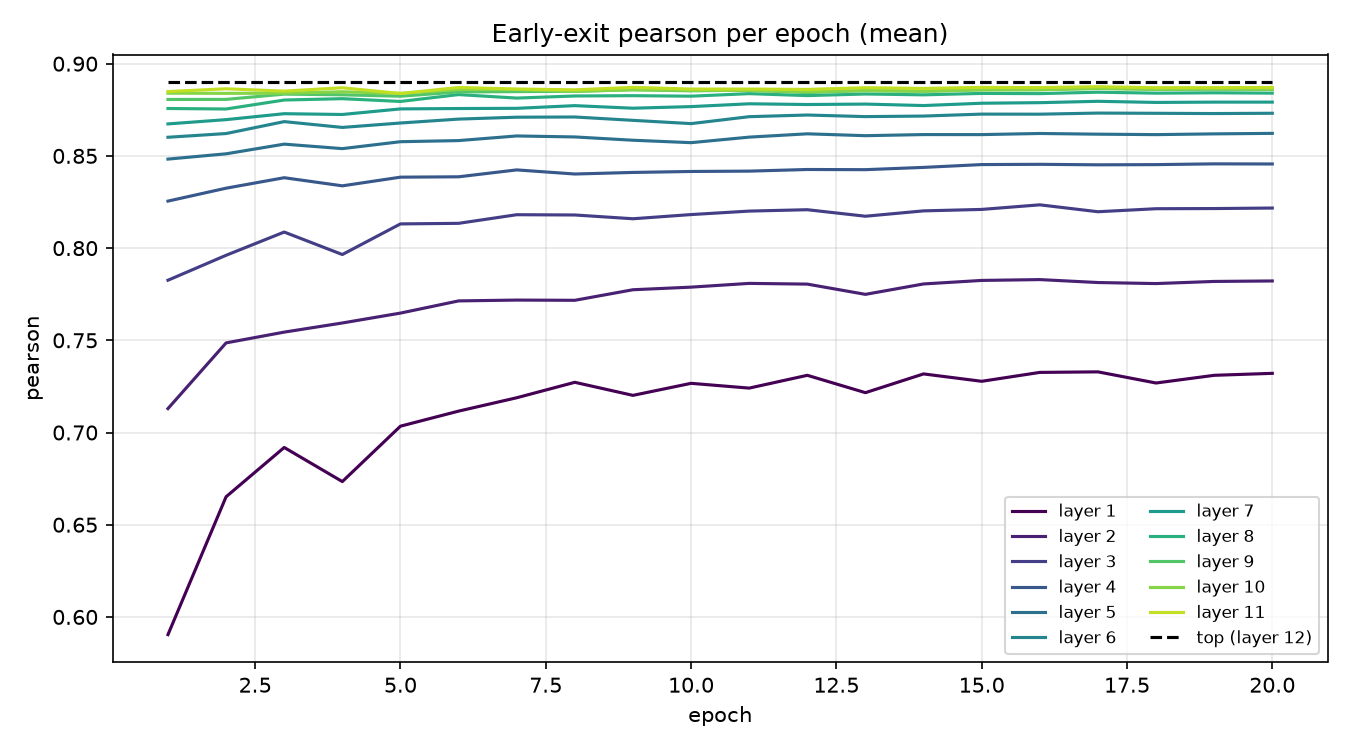 Early-exit pearson per epoch (mean)
pearson
0.90
0.85
0.80
0.75
0.70
0.65
0.60
2.5 5.0 7.5 10.0 12.5 15.0 17.5 20.0
epoch
layer 1
layer 2
layer 3
layer 4
layer 5
layer 6
layer 7
layer 8
layer 9
layer 10
layer 11
top (layer 12)